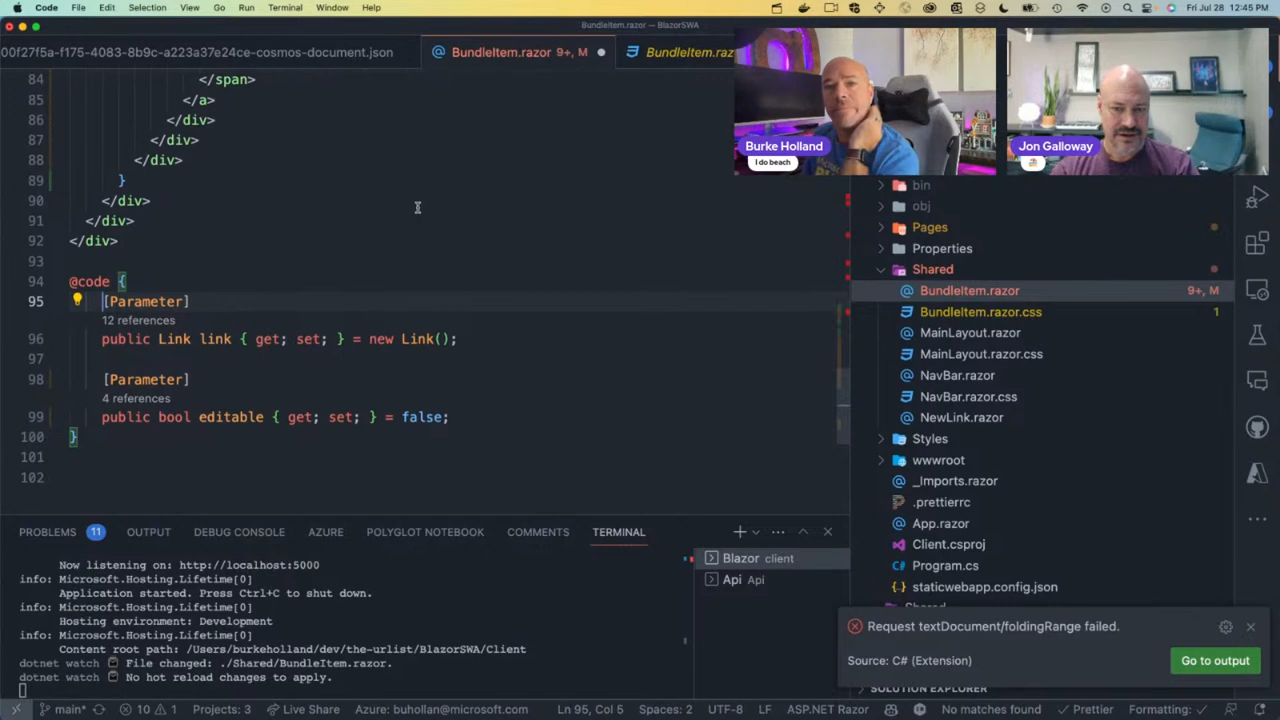 Code File Edit Selection View Go Run Terminal Window Help
Fri Jul 28 12:45 PM
BundleItem.razor — BlazorSWA
00f27f5a-f175-4083-8b9c-a223a37e24ce-cosmos-document.json
BundleItem.razor 9+, M
BundleItem.raz
84 </span>
85 </a>
86 </div>
87 </div>
88 </div>
89 }
90 </div>
91 </div>
92 </div>
93
94 @code {
95 [Parameter]
12 references
96 public Link link { get; set; } = new Link();
97
98 [Parameter]
4 references
99 public bool editable { get; set; } = false;
100 }
101
102
Burke Holland
I do beach
Jon Galloway
bin
obj
Pages
Properties
Shared
BundleItem.razor 9+, M
BundleItem.razor.css 1
MainLayout.razor
MainLayout.razor.css
NavBar.razor
NavBar.razor.css
NewLink.razor
Styles
wwwroot
_Imports.razor
.prettierrc
App.razor
Client.csproj
Program.cs
staticwebapp.config.json
Shared
PROBLEMS 11 OUTPUT DEBUG CONSOLE AZURE POLYGLOT NOTEBOOK COMMENTS TERMINAL
Now listening on: http://localhost:5000
info: Microsoft.Hosting.Lifetime[0]
Application started. Press Ctrl+C to shut down.
info: Microsoft.Hosting.Lifetime[0]
Hosting environment: Development
info: Microsoft.Hosting.Lifetime[0]
Content root path: /Users/burkeholland/dev/the-urlist/BlazorSWA/Client
dotnet watch File changed: ./Shared/BundleItem.razor.
dotnet watch No hot reload changes to apply.
Blazor client
Api Api
Request textDocument/foldingRange failed.
Source: C# (Extension)
Go to output
SOLUTION EXPLORER
main* 10 1 Projects: 3 Live Share Azure: buhollan@microsoft.com Ln 95, Col 5 Spaces: 2 UTF-8 LF ASP.NET Razor No matches found Prettier Formatting: